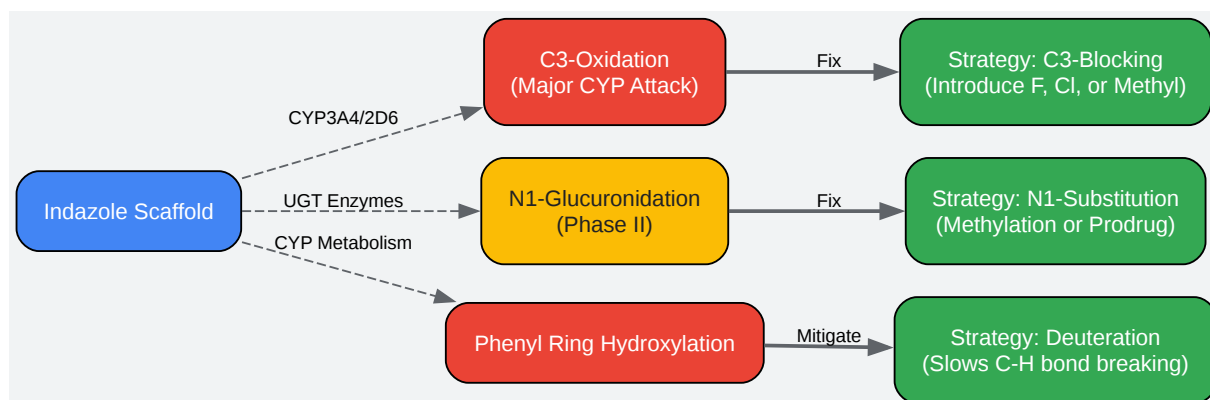 Indazole Scaffold
CYP3A4/2D6
C3-Oxidation
(Major CYP Attack)
Fix
Strategy: C3-Blocking
(Introduce F, Cl, or Methyl)
UGT Enzymes
N1-Glucuronidation
(Phase II)
Fix
Strategy: N1-Substitution
(Methylation or Prodrug)
CYP Metabolism
Phenyl Ring Hydroxylation
Mitigate
Strategy: Deuteration
(Slows C-H bond breaking)